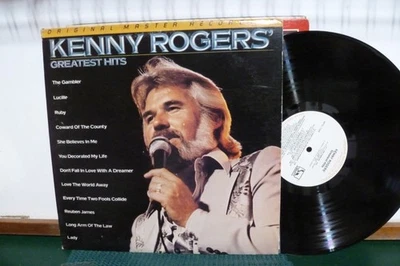 ORIGINAL MASTER RECO
KENNY ROGERS'
GREATEST HITS
The Gambler
Lucille
Ruby
Coward Of The County
She Believes In Me
You Decorated My Life
Don't Fall In Love With A Dreamer
Love The World Away
Every Time Two Fools Collide
Reuben James
Long Arm Of The Law
Lady